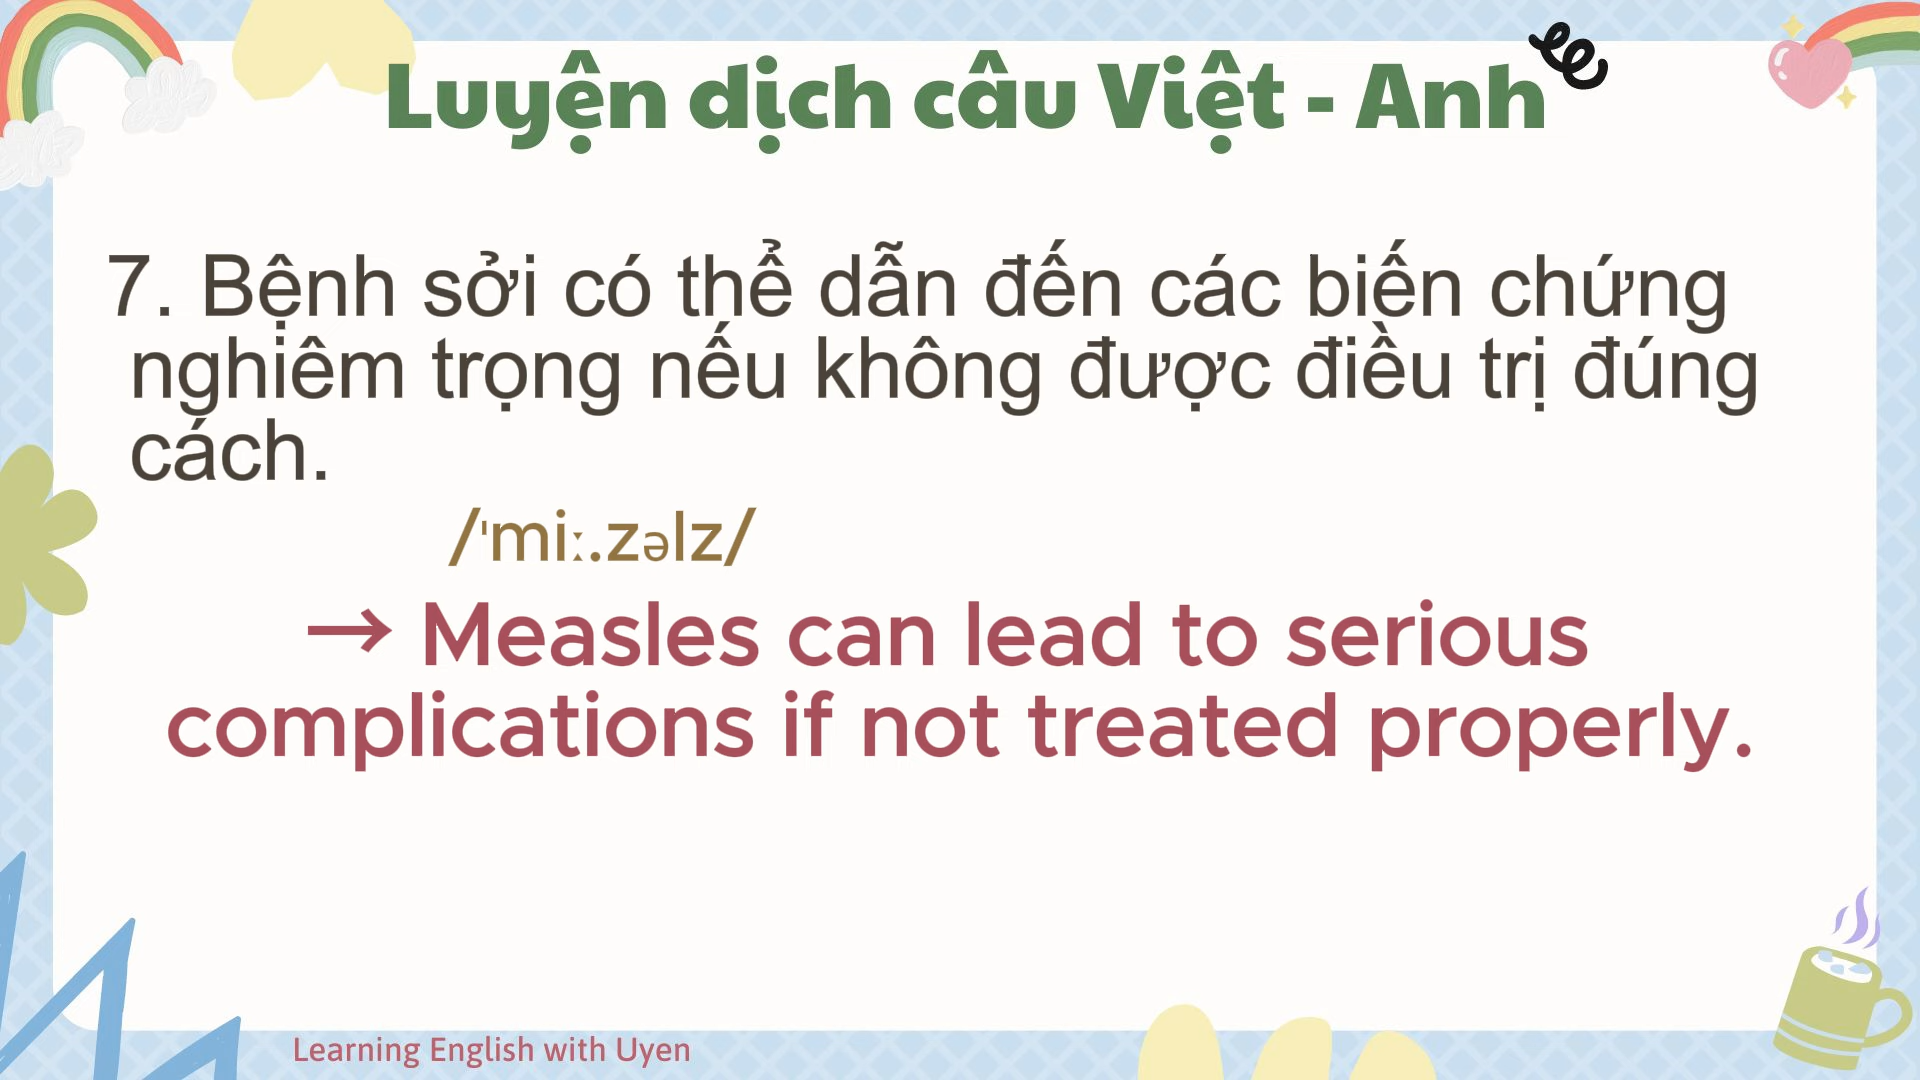 Luyện dịch câu Việt - Anh
7. Bệnh sởi có thể dẫn đến các biến chứng
nghiêm trọng nếu không được điều trị đúng
cách.
/ˈmiː.zəlz/
→ Measles can lead to serious
complications if not treated properly.
Learning English with Uyen